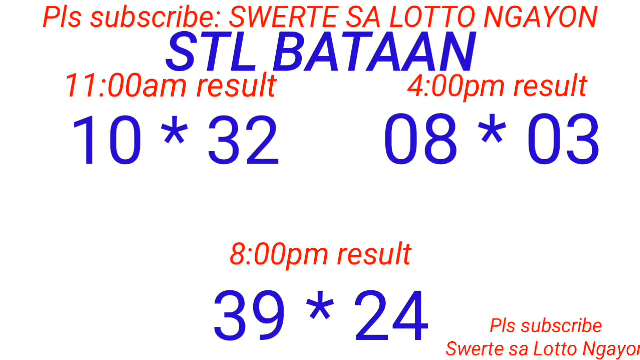 Pls subscribe: SWERTE SA LOTTO NGAYON
STL BATAAN
11:00am result
10 * 32
4:00pm result
08 * 03
8:00pm result
39 * 24
Pls subscribe
Swerte sa Lotto Ngayon